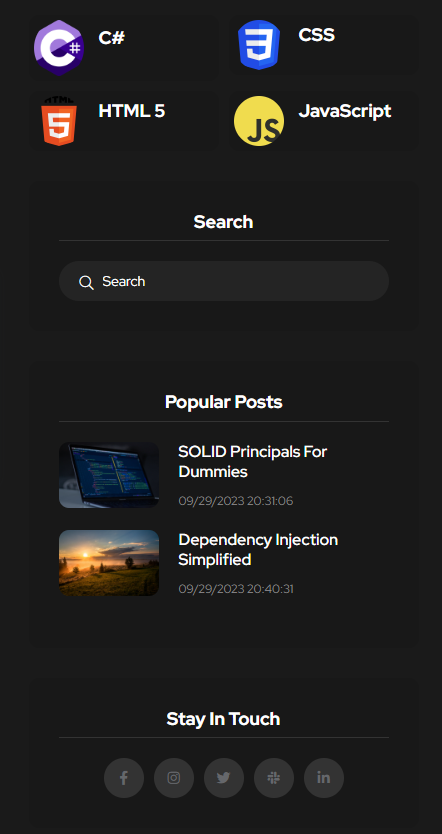 C#
CSS
HTML 5
JavaScript
JS
Search
Search
Popular Posts
SOLID Principals For
Dummies
09/29/2023 20:31:06
Dependency Injection
Simplified
09/29/2023 20:40:31
Stay In Touch